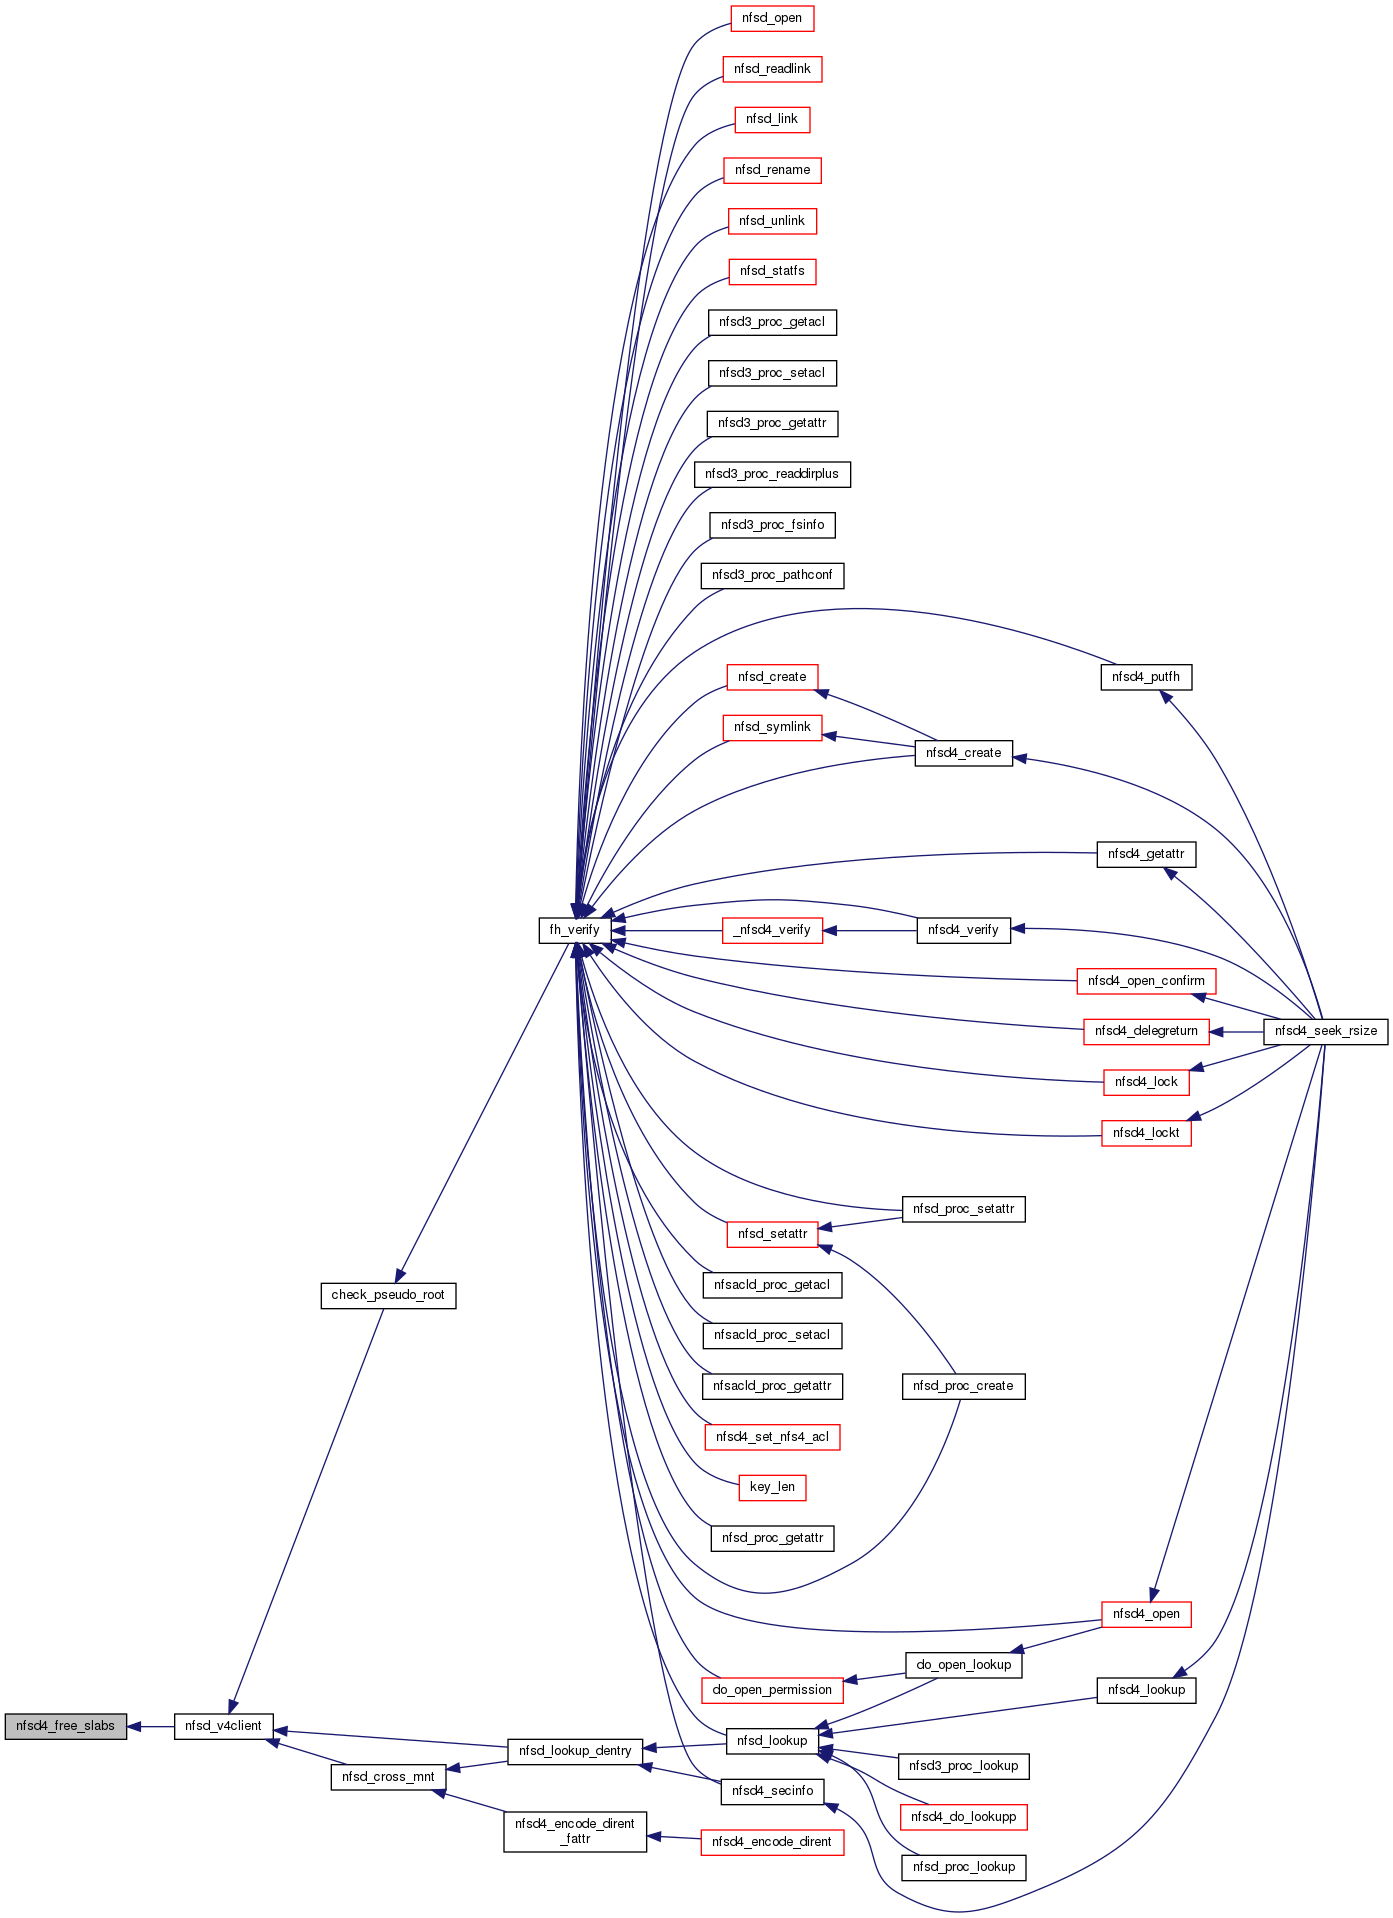 nfsd_open
nfsd_readlink
nfsd_link
nfsd_rename
nfsd_unlink
nfsd_statfs
nfsd3_proc_getacl
nfsd3_proc_setacl
nfsd3_proc_getattr
nfsd3_proc_readdirplus
nfsd3_proc_fsinfo
nfsd3_proc_pathconf
nfsd4_putfh
nfsd_create
nfsd_symlink
nfsd4_create
nfsd4_getattr
fh_verify
_nfsd4_verify
nfsd4_verify
nfsd4_open_confirm
nfsd4_delegreturn
nfsd4_seek_rsize
nfsd4_lock
nfsd4_lockt
nfsd_proc_setattr
nfsd_setattr
nfsacld_proc_getacl
check_pseudo_root
nfsacld_proc_setacl
nfsacld_proc_getattr
nfsd_proc_create
nfsd4_set_nfs4_acl
key_len
nfsd_proc_getattr
nfsd4_open
do_open_lookup
do_open_permission
nfsd4_lookup
nfsd4_free_slabs
nfsd_v4client
nfsd_lookup
nfsd_lookup_dentry
nfsd3_proc_lookup
nfsd_cross_mnt
nfsd4_secinfo
nfsd4_do_lookupp
nfsd4_encode_dirent
_fattr
nfsd4_encode_dirent
nfsd_proc_lookup